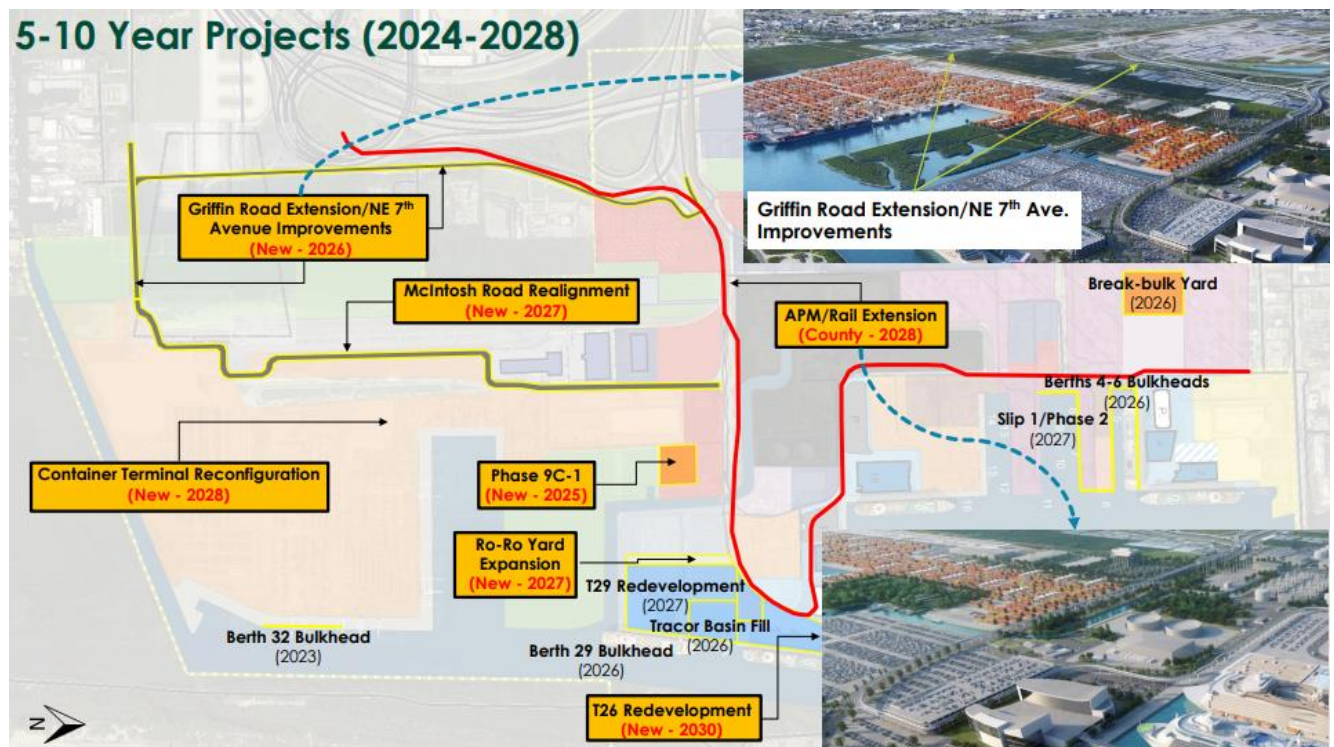 5-10 Year Projects (2024-2028)
Griffin Road Extension/NE 7th
Avenue Improvements
(New - 2026)
Griffin Road Extension/NE 7th Ave.
Improvements
McIntosh Road Realignment
(New - 2027)
APM/Rail Extension
(County - 2028)
Break-bulk Yard
(2026)
Berths 4-6 Bulkheads
(2026)
Slip 1/Phase 2
(2027)
Container Terminal Reconfiguration
(New - 2028)
Phase 9C-1
(New - 2025)
Ro-Ro Yard
Expansion
(New - 2027)
T29 Redevelopment
(2027)
Tracor Basin Fill
(2026)
Berth 32 Bulkhead
(2023)
Berth 29 Bulkhead
(2026)
T26 Redevelopment
(New - 2030)
N
P